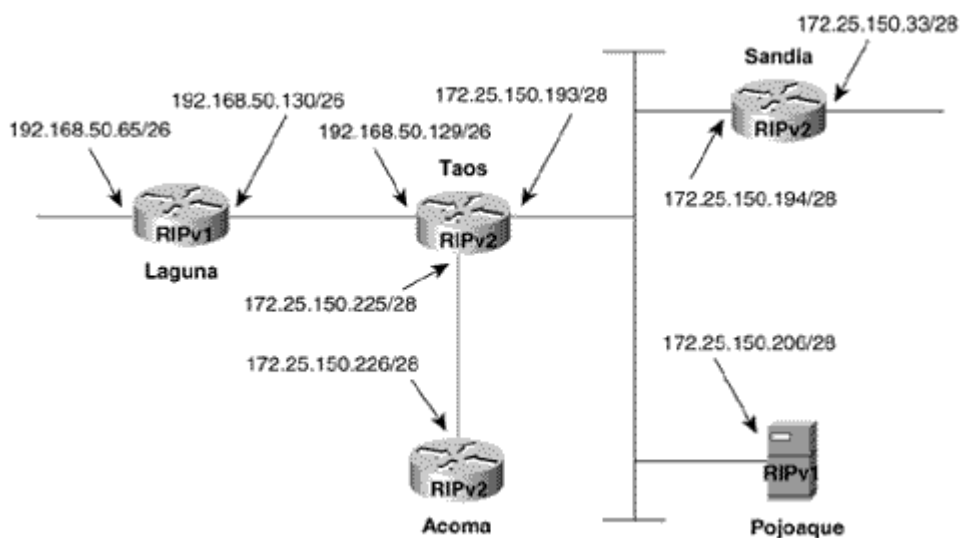 172.25.150.33/28
Sandia
192.168.50.130/26
172.25.150.193/28
192.168.50.65/26
192.168.50.129/26
RIPv2
Taos
172.25.150.194/28
RIPv1
RIPv2
Laguna
172.25.150.225/28
172.25.150.206/28
172.25.150.226/28
RIPv2
RIPv1
Acoma
Pojoaque